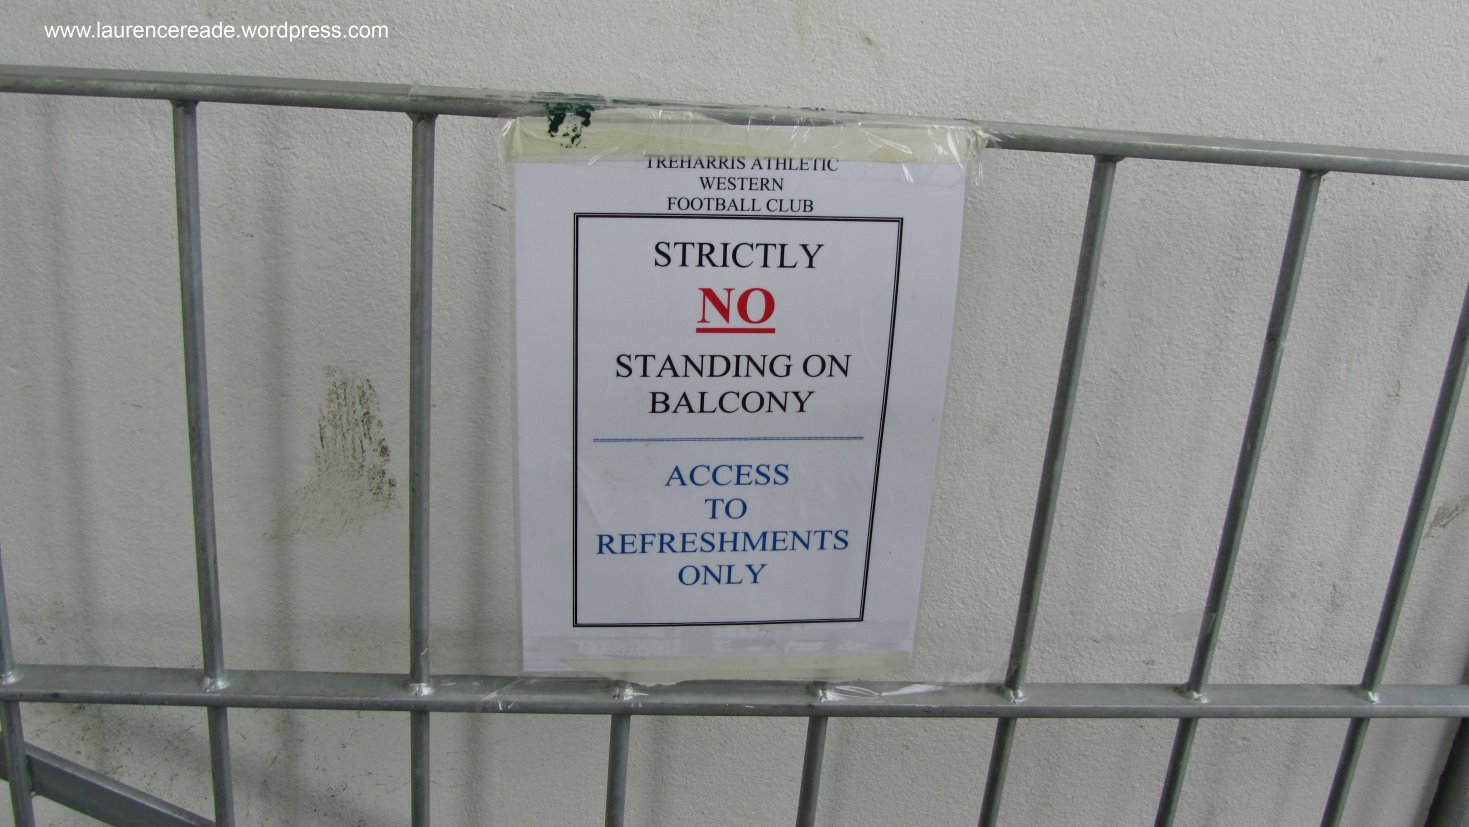 www.laurencereade.wordpress.com
TREHARRIS ATHLETIC
WESTERN
FOOTBALL CLUB
STRICTLY
NO
STANDING ON
BALCONY
ACCESS
TO
REFRESHMENTS
ONLY